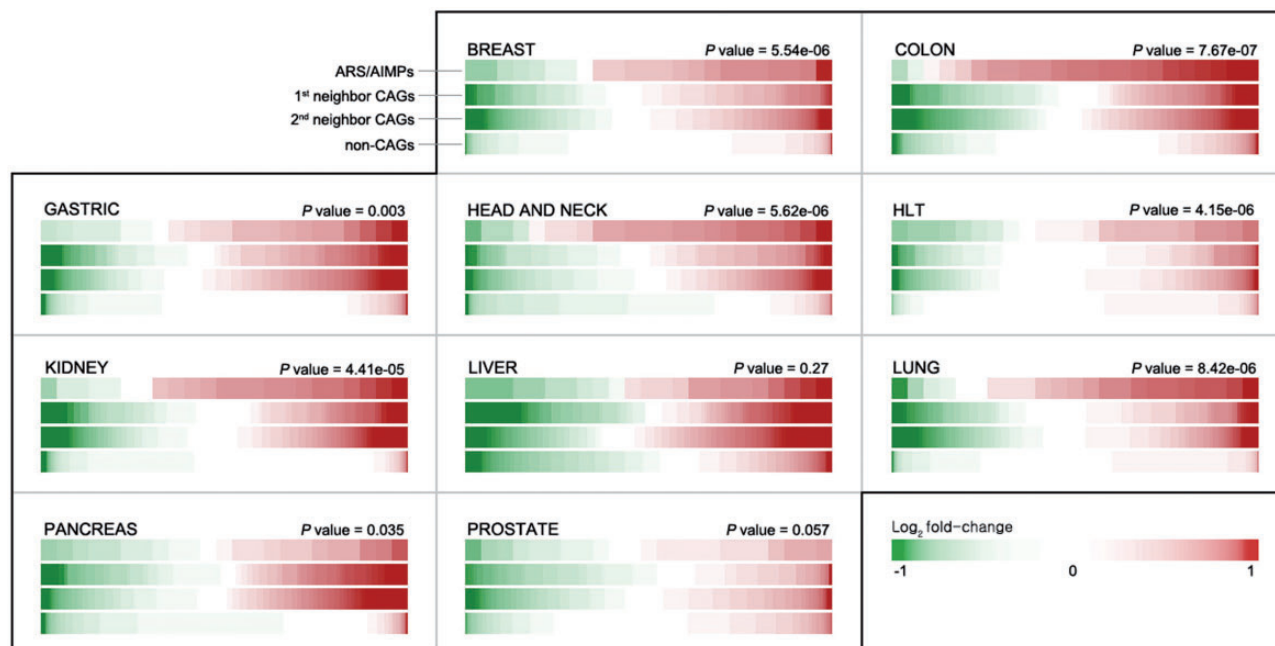 BREAST P value = 5.54e-06
COLON P value = 7.67e-07
ARS/AIMPs
1st neighbor CAGs
2nd neighbor CAGs
non-CAGs
GASTRIC P value = 0.003
HEAD AND NECK P value = 5.62e-06
HLT P value = 4.15e-06
KIDNEY P value = 4.41e-05
LIVER P value = 0.27
LUNG P value = 8.42e-06
PANCREAS P value = 0.035
PROSTATE P value = 0.057
Log2 fold-change
-1 0 1